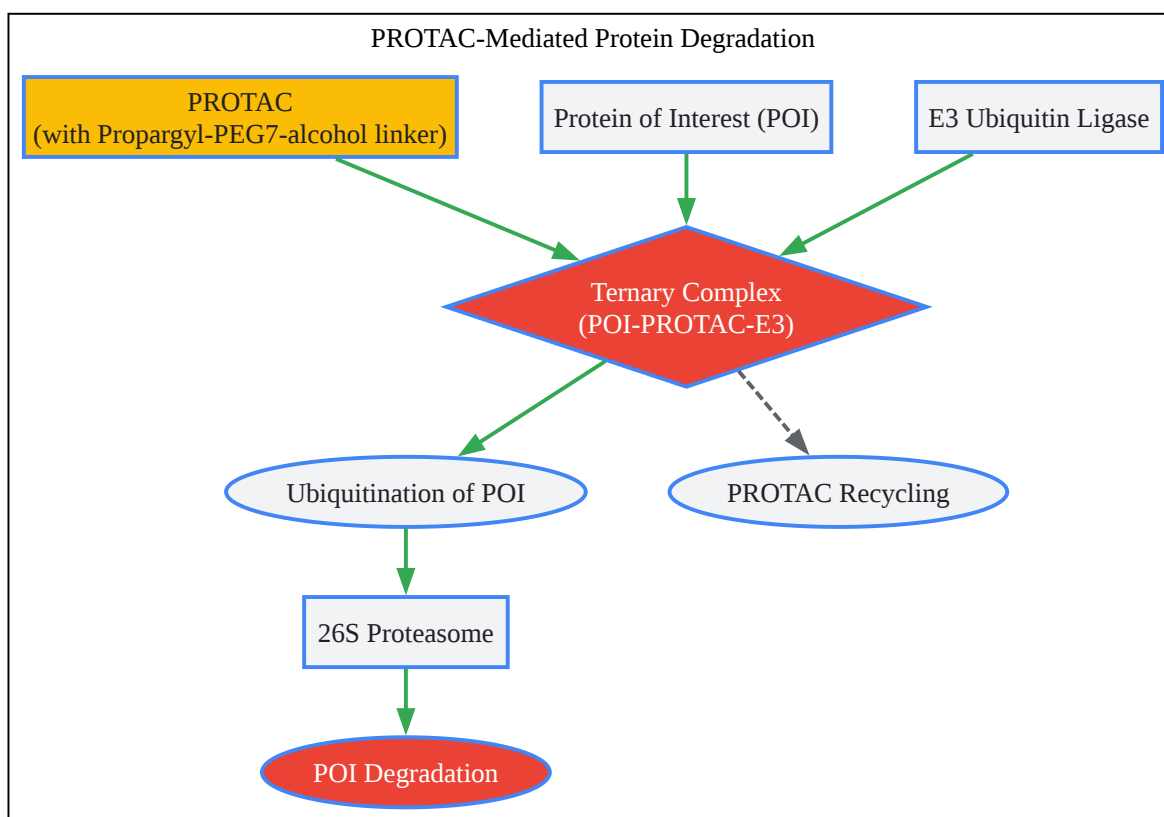 PROTAC-Mediated Protein Degradation
PROTAC
(with Propargyl-PEG7-alcohol linker)
Protein of Interest (POI)
E3 Ubiquitin Ligase
Ternary Complex
(POI-PROTAC-E3)
Ubiquitination of POI
PROTAC Recycling
26S Proteasome
POI Degradation